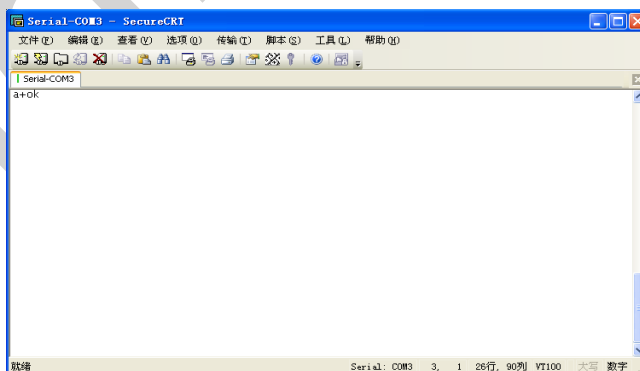 Serial-COM3 - SecureCRT
文件(F) 编辑(E) 查看(V) 选项(O) 传输(T) 脚本(S) 工具(L) 帮助(H)
Serial-COM3
a+ok
就绪 Serial: COM3 3, 1 26行, 90列 VT100 大写 数字